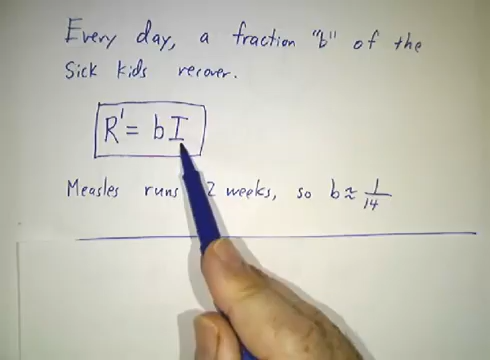 Every day, a fraction "b" of the
Sick kids recover.
R' = bI
Measles runs 2 weeks, so b ≈ 1/14